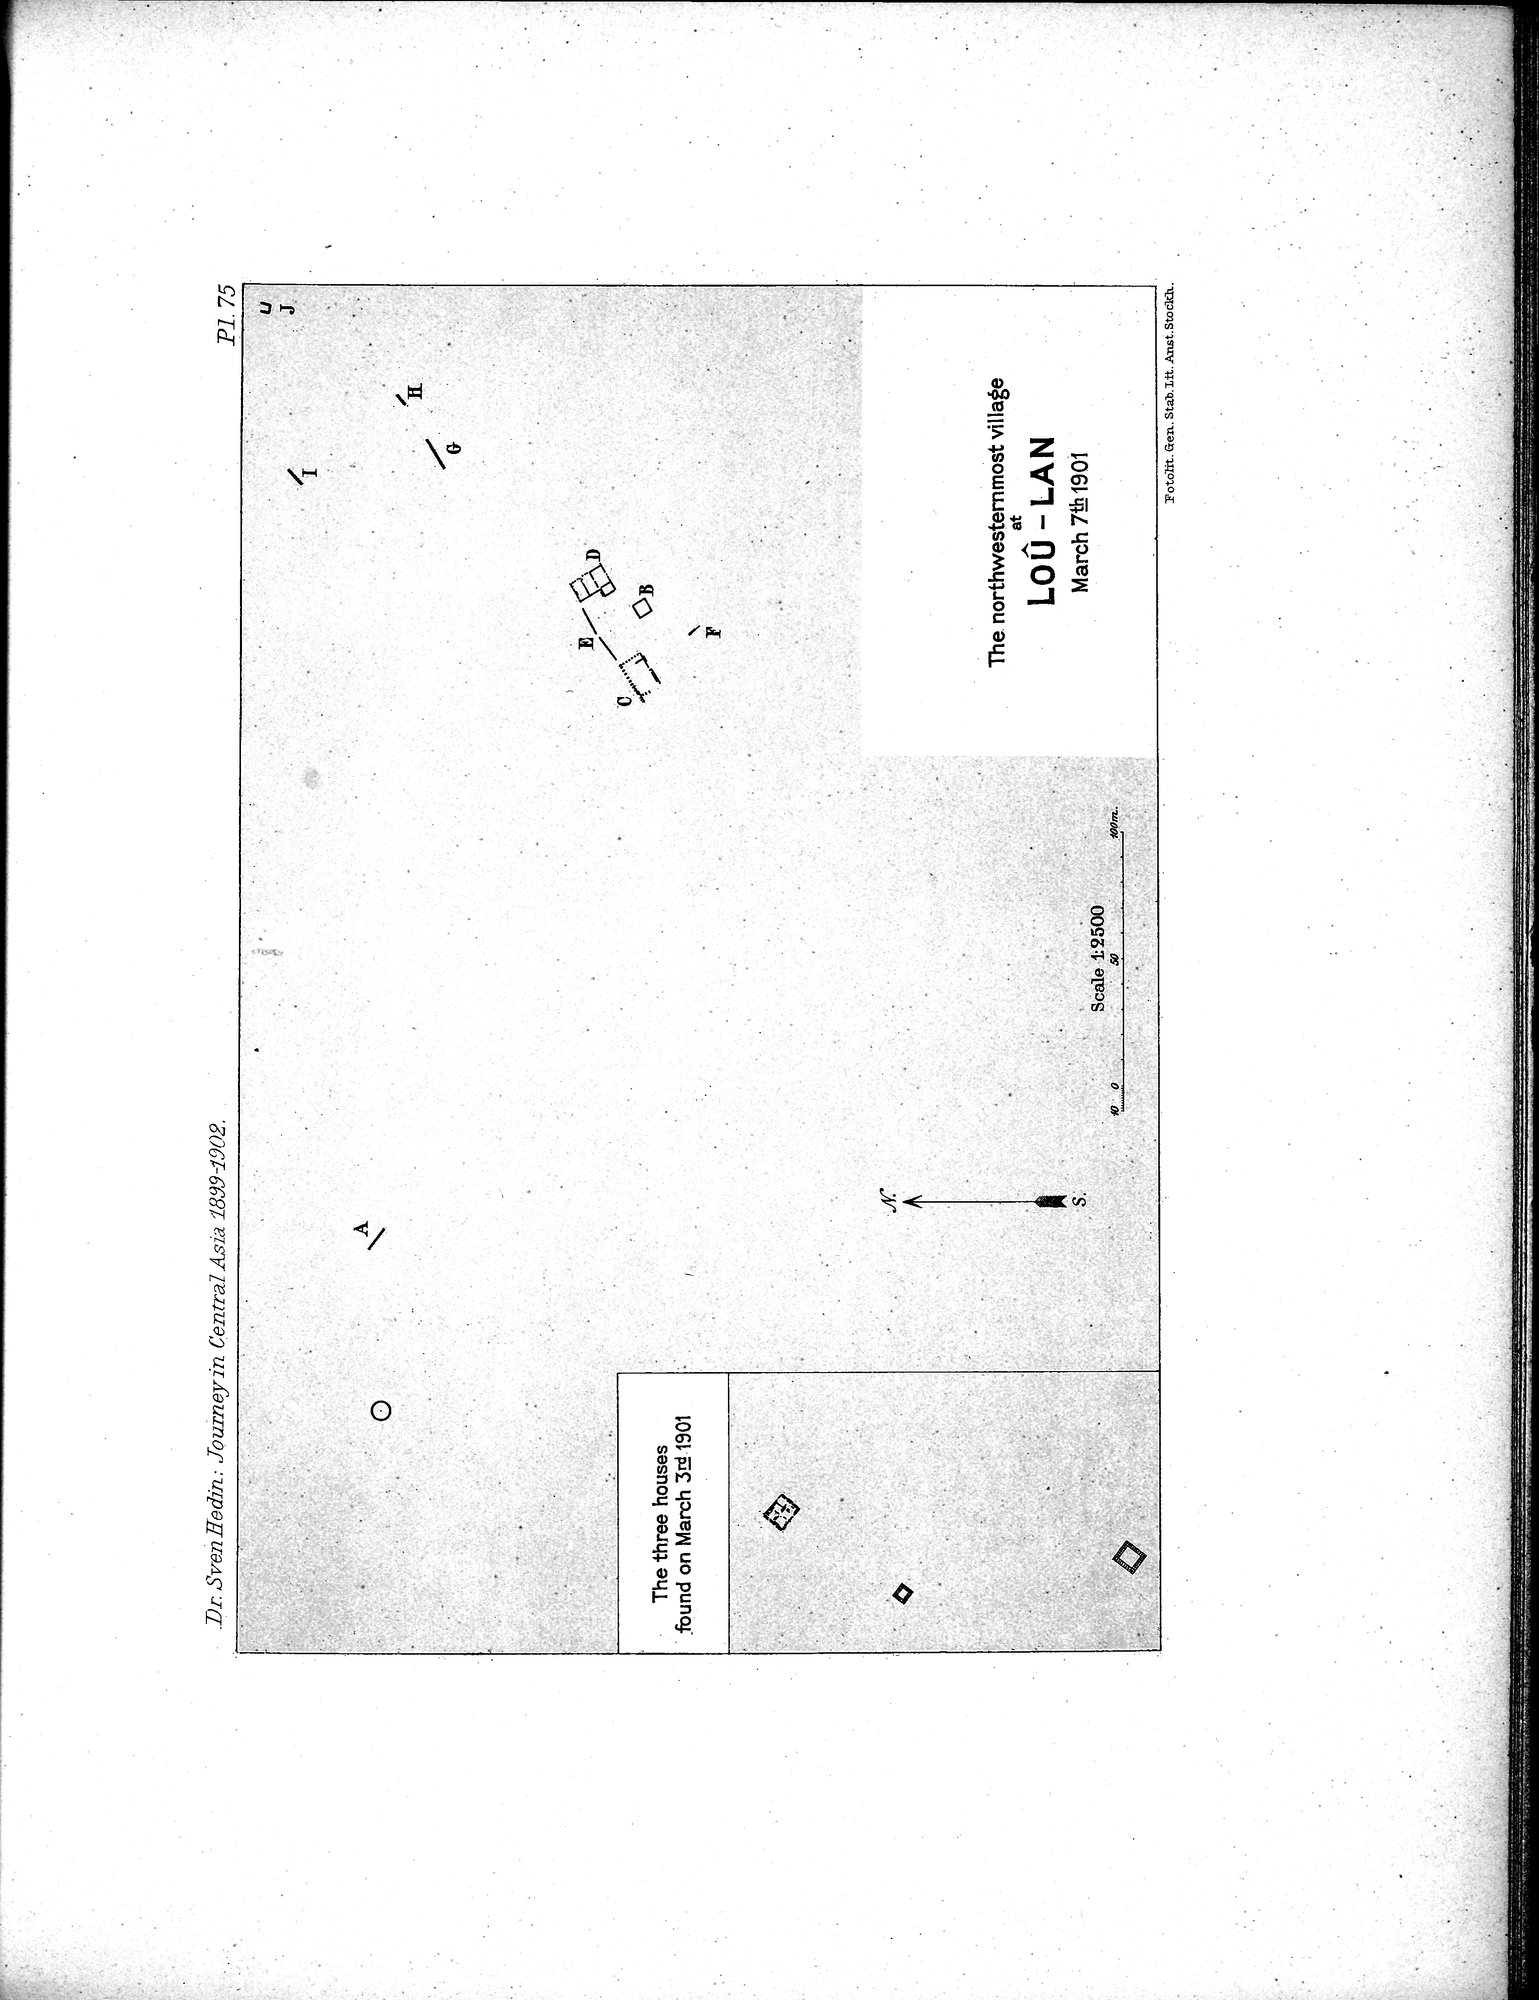 Dr. Sven Hedin: Journey in Central Asia 1899-1902.
Pl. 75
J
I
H
G
A
D
E
B
C
F
The three houses
found on March 3rd 1901
N.
S.
Scale 1:2500
10 0 50 100 m.
The northwesternmost village
at
LOÛ-LAN
March 7th 1901
Fotolit. Gen. Stab. Lit. Anst. Stockh.